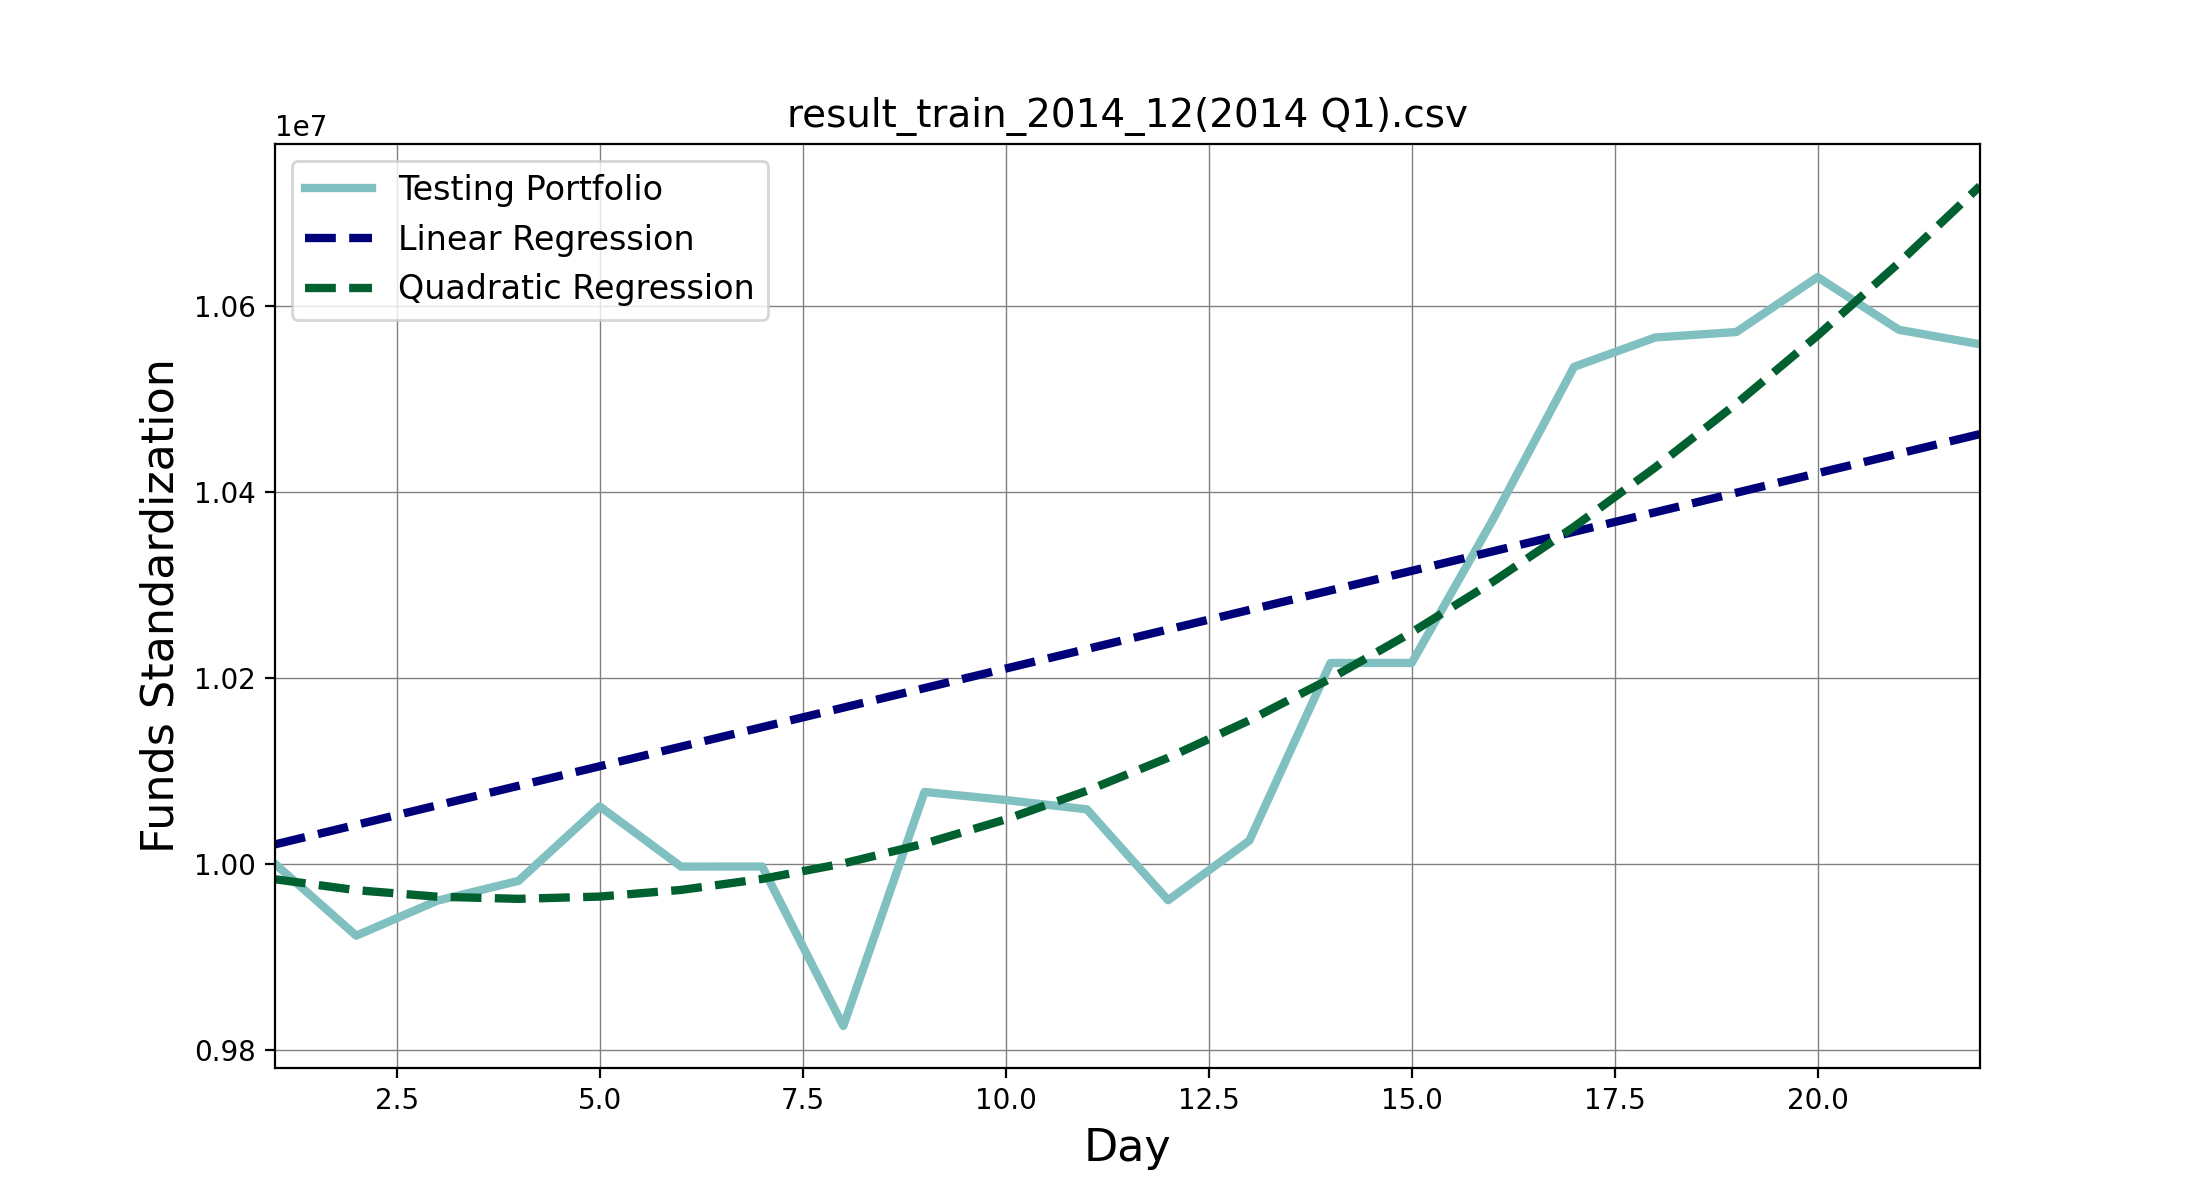 result_train_2014_12(2014 Q1).csv
1e7
Testing Portfolio
Linear Regression
Quadratic Regression
Funds Standardization
1.06
1.04
1.02
1.00
0.98
2.5 5.0 7.5 10.0 12.5 15.0 17.5 20.0
Day